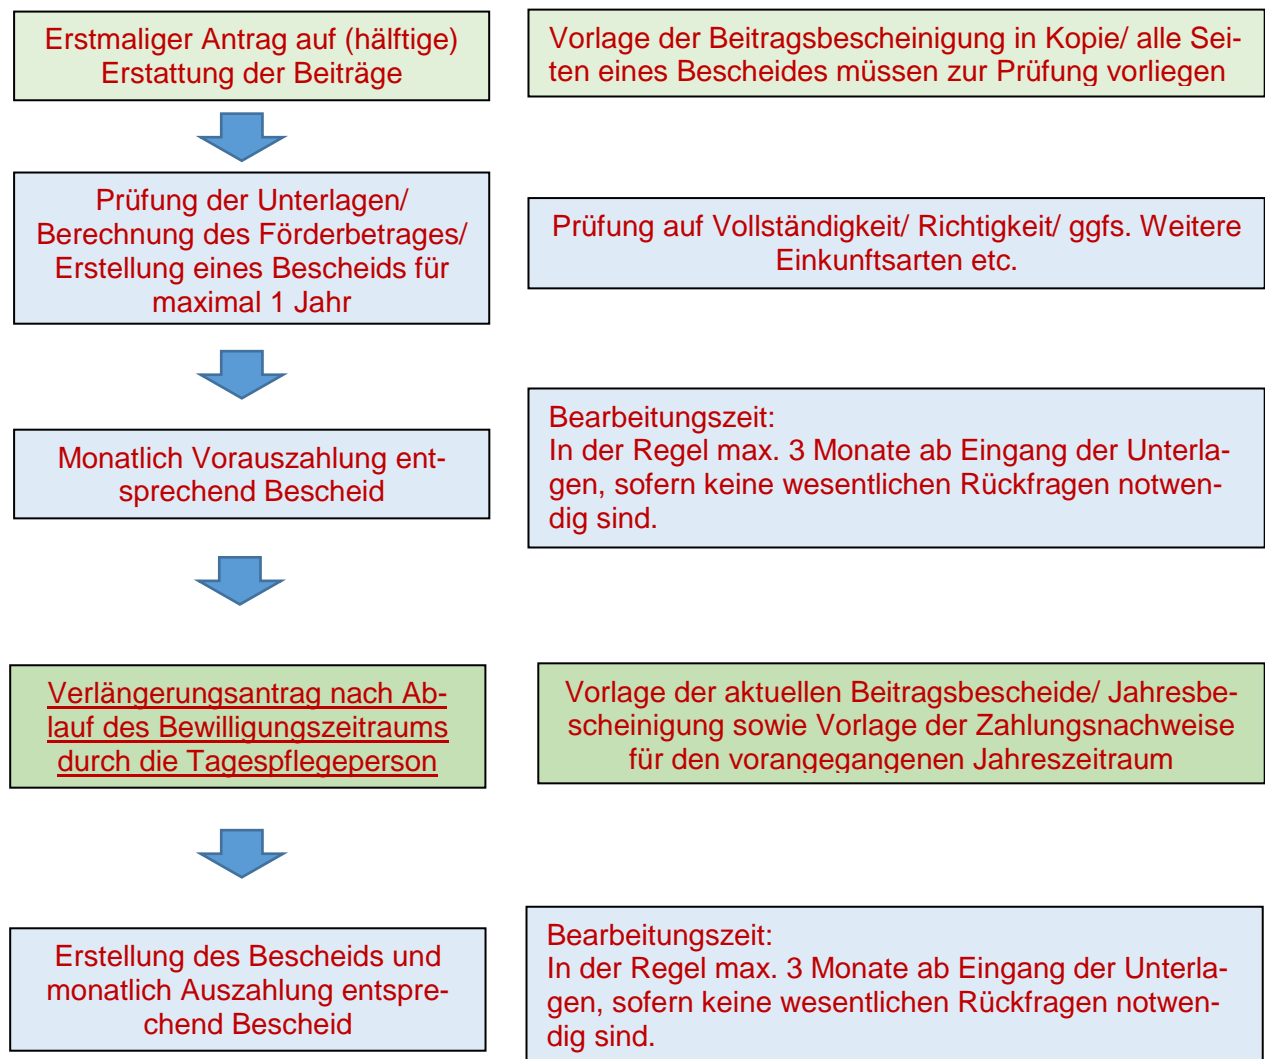 Erstmaliger Antrag auf (hälftige)
Erstattung der Beiträge
Vorlage der Beitragsbescheinigung in Kopie/ alle Sei-
ten eines Bescheides müssen zur Prüfung vorliegen
Prüfung der Unterlagen/
Berechnung des Förderbetrages/
Erstellung eines Bescheids für
maximal 1 Jahr
Prüfung auf Vollständigkeit/ Richtigkeit/ ggfs. Weitere
Einkunftsarten etc.
Monatlich Vorauszahlung ent-
sprechend Bescheid
Bearbeitungszeit:
In der Regel max. 3 Monate ab Eingang der Unterla-
gen, sofern keine wesentlichen Rückfragen notwen-
dig sind.
Verlängerungsantrag nach Ab-
lauf des Bewilligungszeitraums
durch die Tagespflegeperson
Vorlage der aktuellen Beitragsbescheide/ Jahresbe-
scheinigung sowie Vorlage der Zahlungsnachweise
für den vorangegangenen Jahreszeitraum
Erstellung des Bescheids und
monatlich Auszahlung entspre-
chend Bescheid
Bearbeitungszeit:
In der Regel max. 3 Monate ab Eingang der Unterla-
gen, sofern keine wesentlichen Rückfragen notwen-
dig sind.